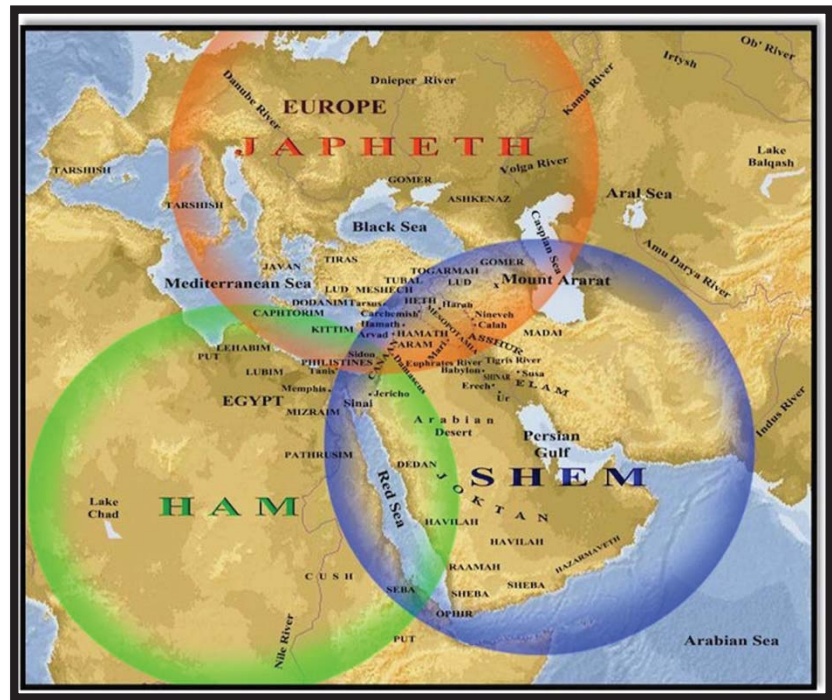 Ob' River
Irtysh
Dnieper River
Danube River
Kama River
EUROPE
JAPHETH
Lake
Balqash
Volga River
TARSHISH
GOMER
Aral Sea
ASHKENAZ
TARSHISH
Caspian Sea
Black Sea
Amu Darya River
TIRAS
JAVAN
GOMER
TOGARMAH
TUBAL
LUD
Mount Ararat
x
Mediterranean Sea
LUD
MESHECH
DODANIM
Tarsus
HETH
Harah
CAPHTORIM
Carchemish
MESOPOTAMIA
Nineveh
Calah
KITTIM
Hamath
Arvad
HAMATH
ASSHUR
MADAI
ARAM
Mari
LEHABIM
PUT
Sidon
CANAAN
PHILISTINES
Damascus
Euphrates River
Tigris River
LUBIM
Tanis
Babylon
SHINAR
Susa
Memphis
Erech
ELAM
Jericho
Ur
EGYPT
Sinai
MIZRAIM
Indus River
Arabian
Desert
Persian
Gulf
PATHRUSIM
DEDAN
SHEM
JOKTAN
Red Sea
Lake
Chad
HAM
HAVILAH
HAVILAH
HAZARMAVETH
RAAMAH
CUSH
SEBA
SHEBA
SHEBA
OPHIR
Nile River
PUT
Arabian Sea